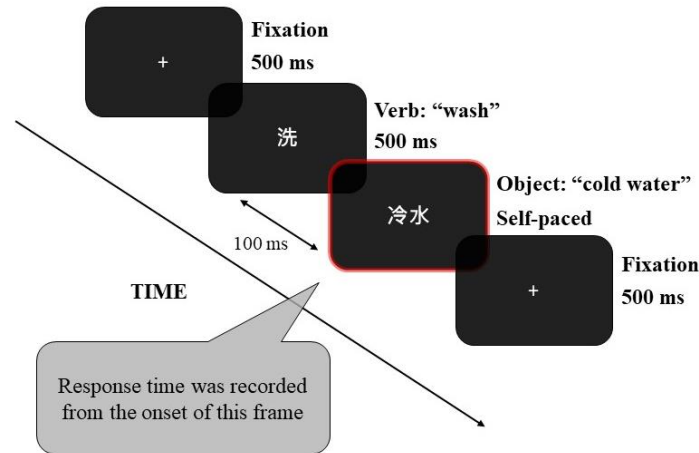 +
Fixation
500 ms
洗
Verb: “wash”
500 ms
冷水
Object: “cold water”
Self-paced
100 ms
+
Fixation
500 ms
TIME
Response time was recorded
from the onset of this frame